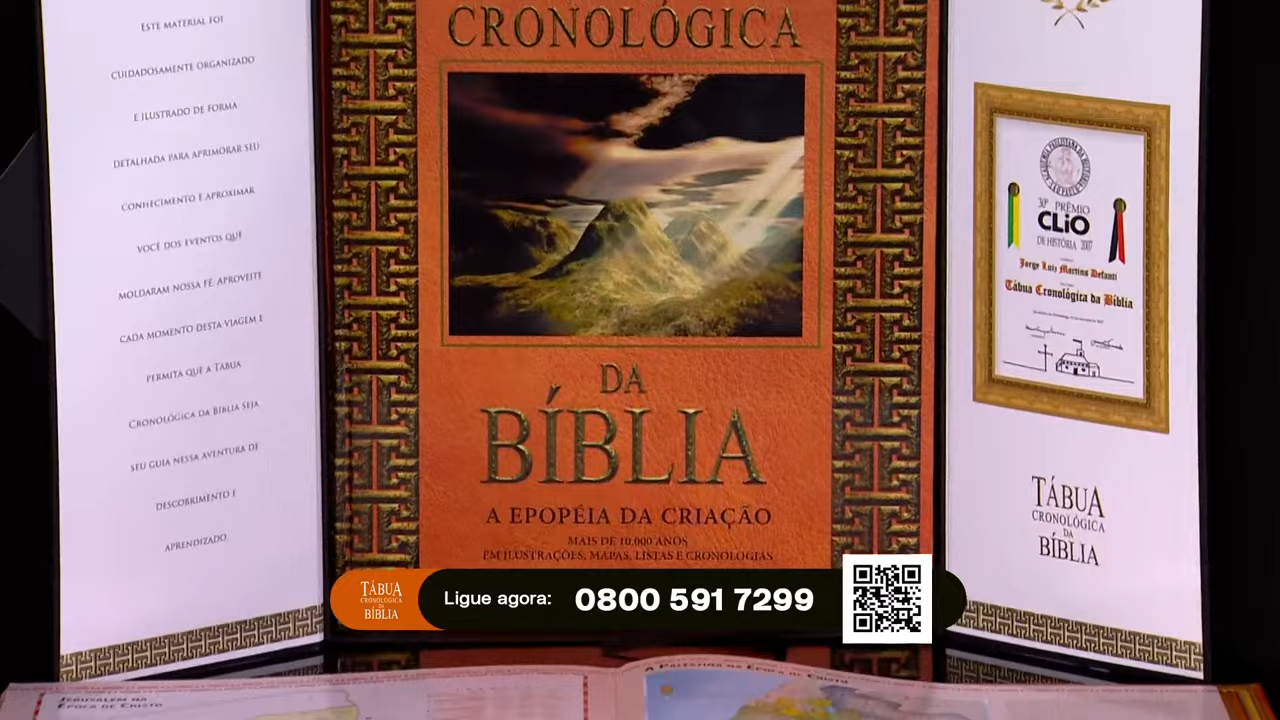 ESTE MATERIAL FOI
CUIDADOSAMENTE ORGANIZADO
E ILUSTRADO DE FORMA
DETALHADA PARA APRIMORAR SEU
CONHECIMENTO E APROXIMAR
VOCÊ DOS EVENTOS QUE
MOLDARAM NOSSA FÉ. APROVEITE
CADA MOMENTO DESTA VIAGEM E
PERMITA QUE A TÁBUA
CRONOLÓGICA DA BÍBLIA SEJA
SEU GUIA NESSA AVENTURA DE
DESCOBRIMENTO E
APRENDIZADO.
CRONOLÓGICA
DA
BÍBLIA
A EPOPÉIA DA CRIAÇÃO
MAIS DE 10.000 ANOS
EM ILUSTRAÇÕES, MAPAS, LISTAS E CRONOLOGIAS
30º PRÊMIO
CLIO
DE HISTÓRIA 2007
Jorge Luiz Martins Defanti
Tábua Cronológica da Bíblia
TÁBUA
CRONOLÓGICA
DA
BÍBLIA
TÁBUA
CRONOLÓGICA
DA
BÍBLIA
Ligue agora: 0800 591 7299
JERUSALÉM NA
ÉPOCA DE CRISTO
A PALESTINA NA ÉPOCA DE CRISTO